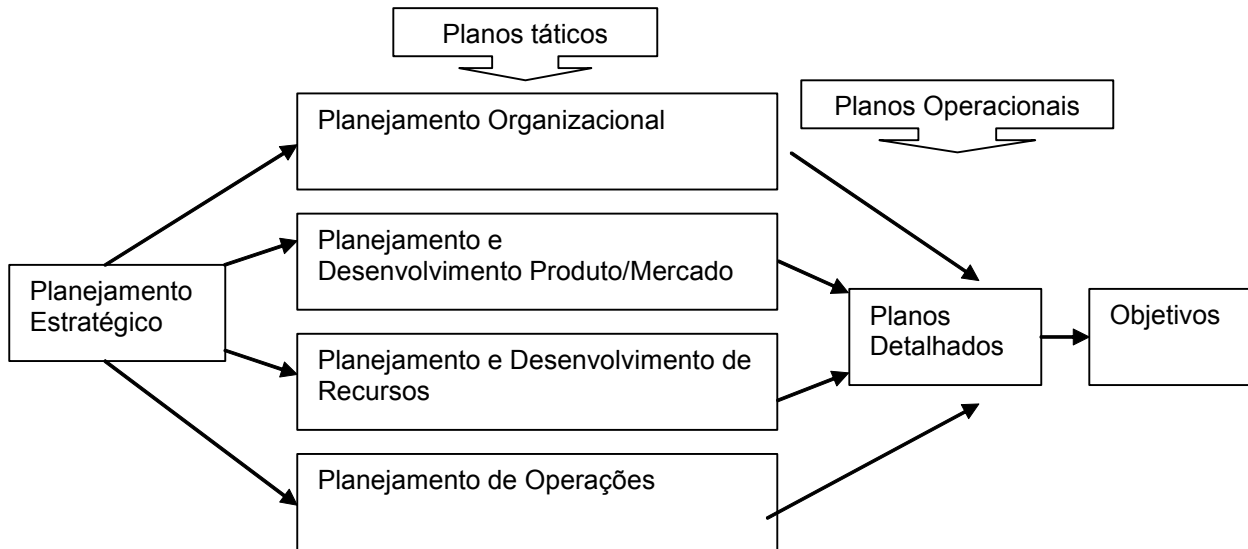 Planos táticos
Planos Operacionais
Planejamento Organizacional
Planejamento e
Desenvolvimento Produto/Mercado
Planejamento
Estratégico
Planejamento e Desenvolvimento de
Recursos
Planejamento de Operações
Planos
Detalhados
Objetivos